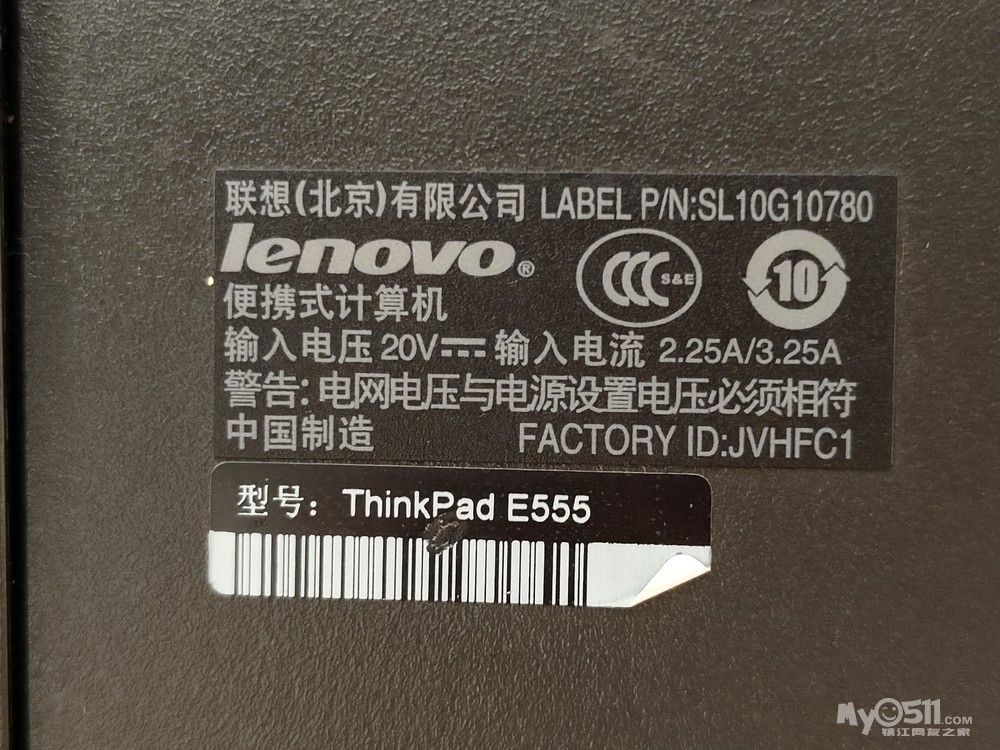 联想(北京)有限公司 LABEL P/N:SL10G10780
lenovo®
CCC S&E
10
便携式计算机
输入电压 20V⎓ 输入电流 2.25A/3.25A
警告: 电网电压与电源设置电压必须相符
中国制造 FACTORY ID:JVHFC1
型号: ThinkPad E555
My0511.COM
镇江网友之家